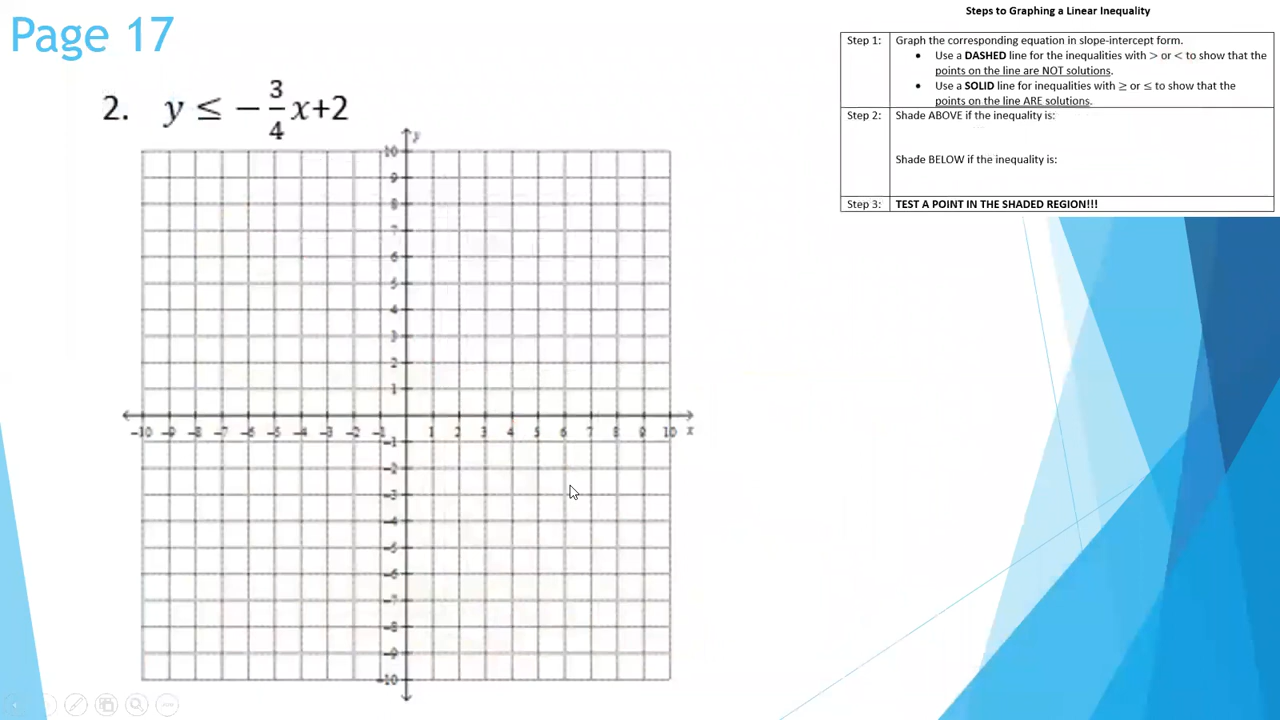 Page 17
Steps to Graphing a Linear Inequality
Step 1: Graph the corresponding equation in slope-intercept form.
• Use a DASHED line for the inequalities with > or < to show that the
points on the line are NOT solutions.
• Use a SOLID line for inequalities with ≥ or ≤ to show that the
points on the line ARE solutions.
Step 2: Shade ABOVE if the inequality is:
Shade BELOW if the inequality is:
Step 3: TEST A POINT IN THE SHADED REGION!!!
2. y ≤ −3/4x+2
y
10
9
8
7
6
5
4
3
2
1
-10 -9 -8 -7 -6 -5 -4 -3 -2 -1 1 2 3 4 5 6 7 8 9 10 x
-1
-2
-3
-4
-5
-6
-7
-8
-9
-10